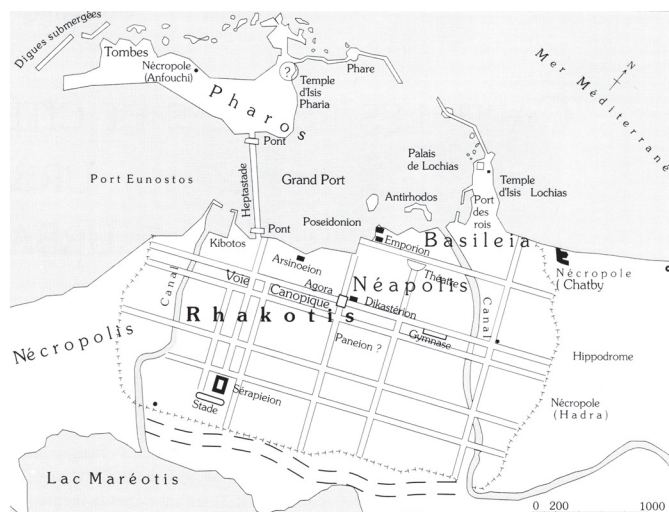 Digues submergées
Tombes
Nécropole
(Anfouchi)
?
Temple
d'Isis
Pharia
Phare
Pharos
Mer Méditerrané
N
Pont
Port Eunostos
Heptastade
Grand Port
Palais
de Lochias
Temple
d'Isis Lochias
Antirhodos
Port
des
rois
Poseidonion
Pont
Kibotos
Emporion
Basileia
Arsinoeion
Théatre
Nécropole
Chatby
Canal
Voie
Canopique
Agora
Néapolis
Dikastérion
Canal
Rhakotis
Gymnase
Nécropolis
Paneion ?
Hippodrome
Sérapieion
Stade
Nécropole
(Hadra)
Lac Maréotis
0 200 1000